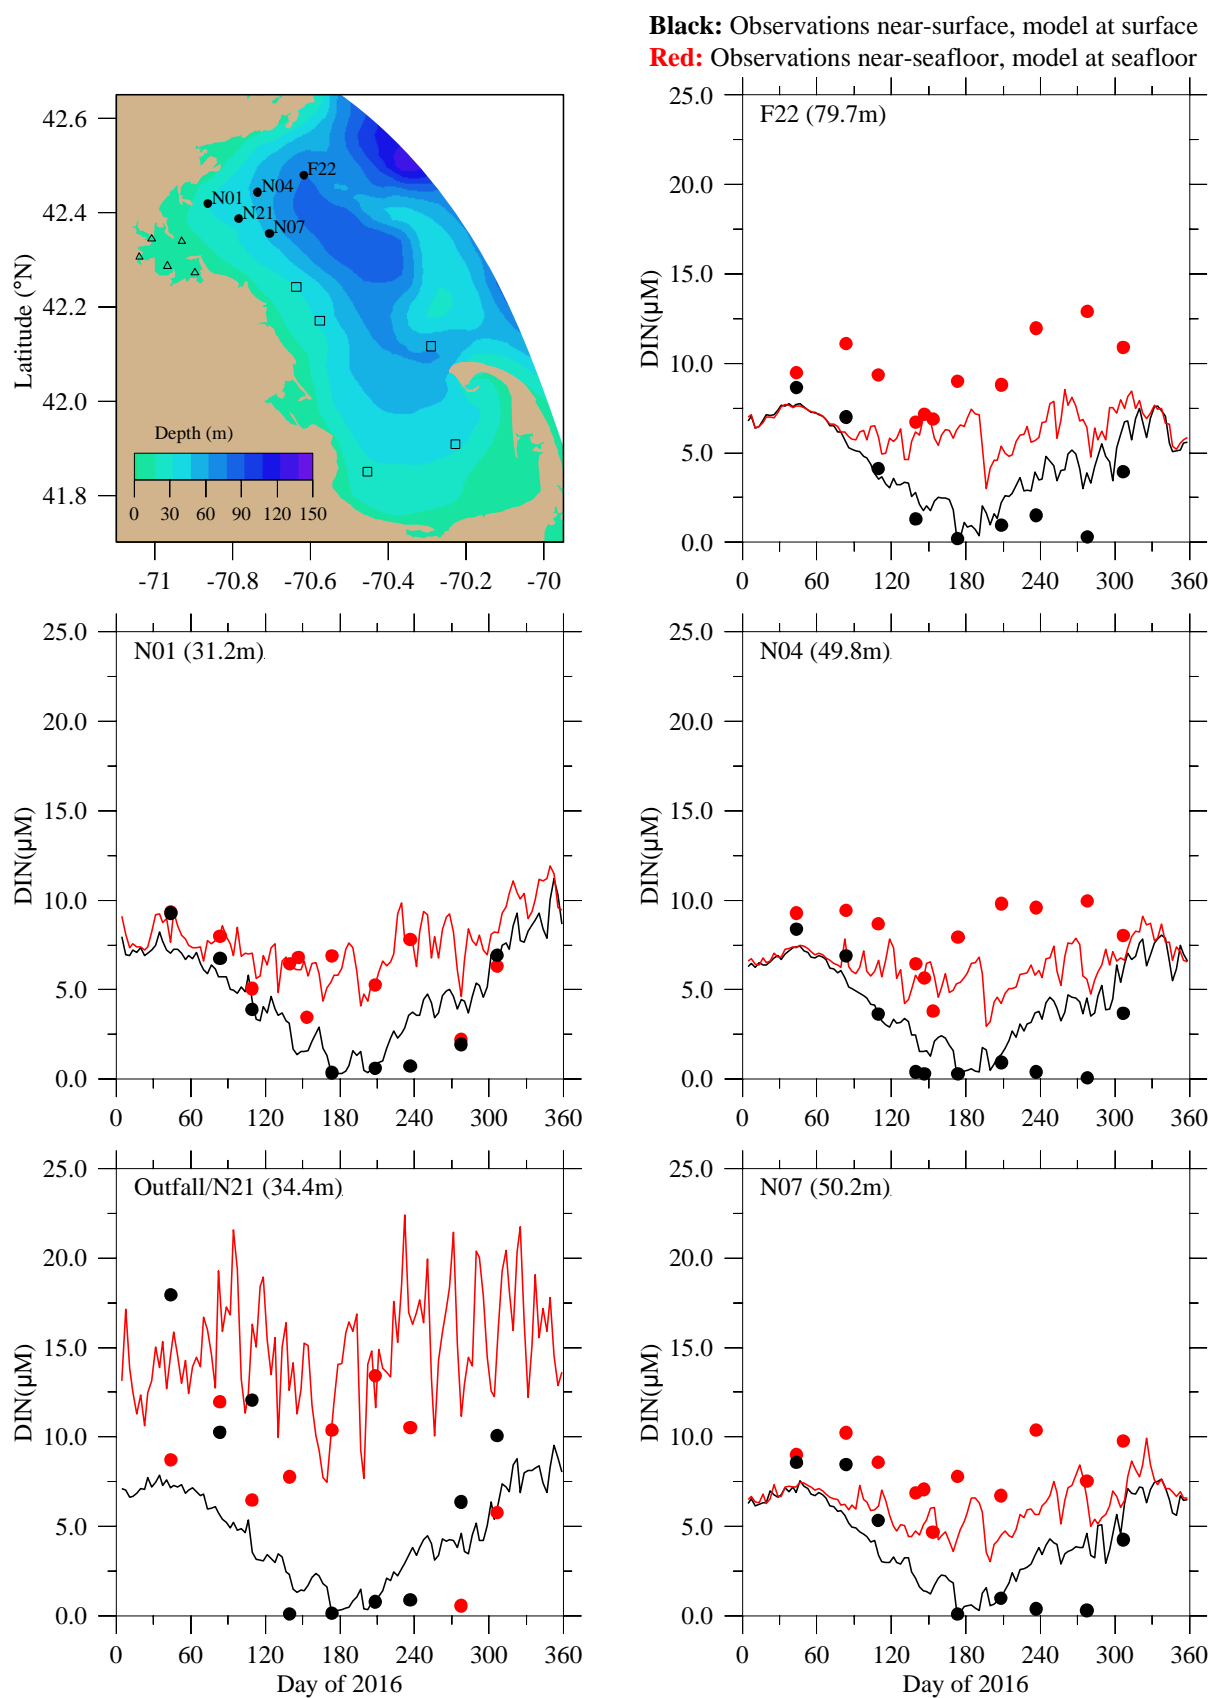 Black: Observations near-surface, model at surface
Red: Observations near-seafloor, model at seafloor
42.6
42.4
42.2
42.0
41.8
Latitude (°N)
F22
N04
N01
N21
N07
Depth (m)
0 30 60 90 120 150
-71 -70.8 -70.6 -70.4 -70.2 -70
F22 (79.7m)
25.0
20.0
15.0
10.0
5.0
0.0
DIN(µM)
0 60 120 180 240 300 360
N01 (31.2m)
25.0
20.0
15.0
10.0
5.0
0.0
DIN(µM)
0 60 120 180 240 300 360
N04 (49.8m)
25.0
20.0
15.0
10.0
5.0
0.0
DIN(µM)
0 60 120 180 240 300 360
Outfall/N21 (34.4m)
25.0
20.0
15.0
10.0
5.0
0.0
DIN(µM)
0 60 120 180 240 300 360
Day of 2016
N07 (50.2m)
25.0
20.0
15.0
10.0
5.0
0.0
DIN(µM)
0 60 120 180 240 300 360
Day of 2016